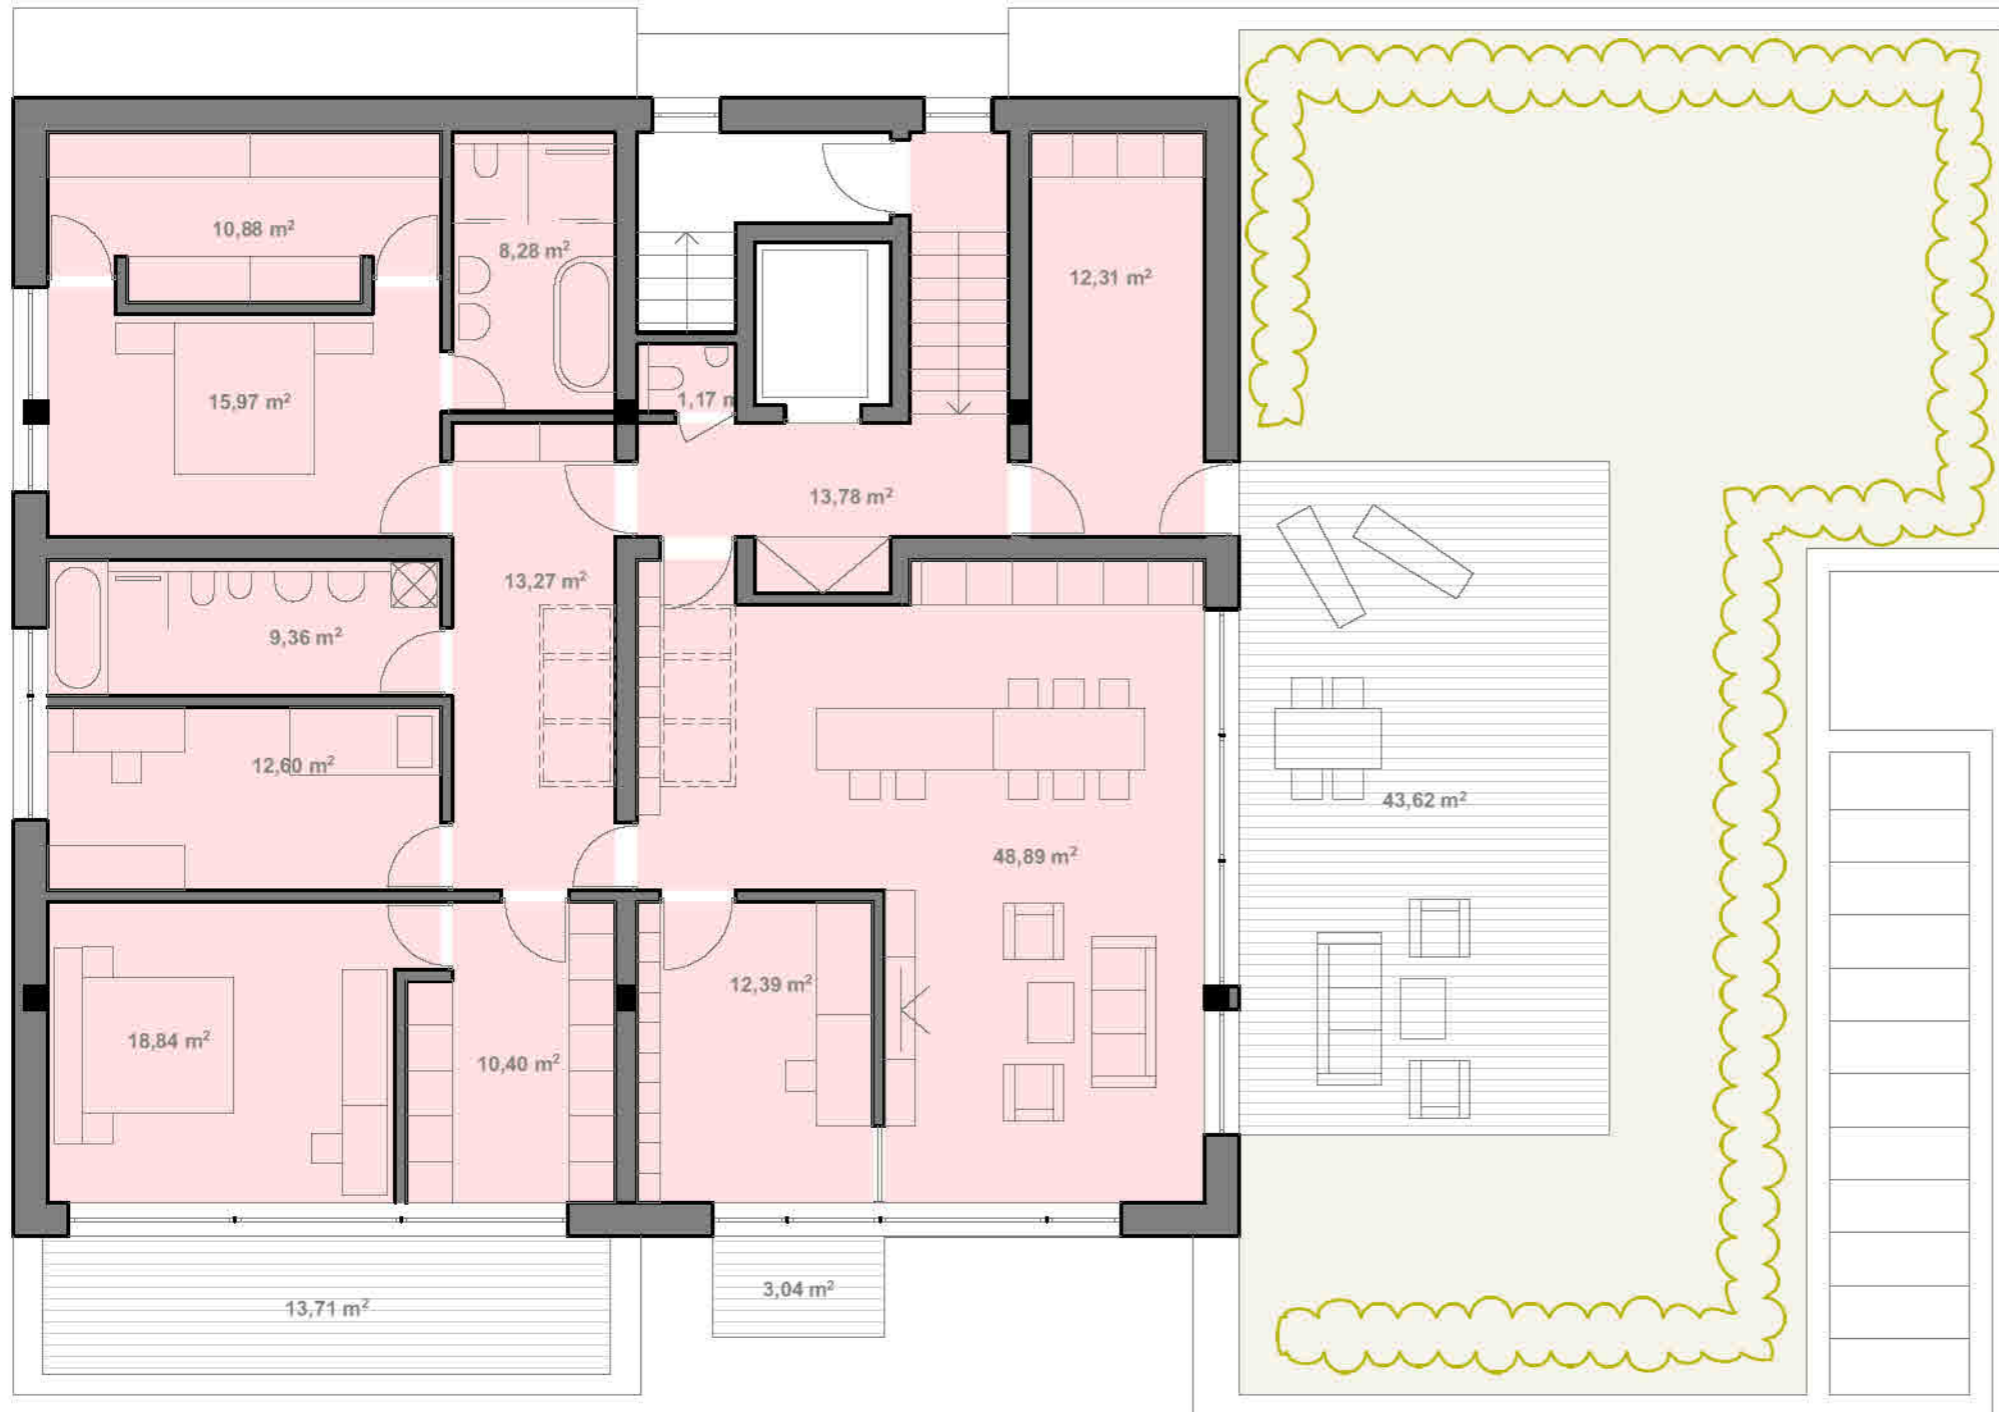 10,88 m²
8,28 m²
12,31 m²
15,97 m²
1,17 m
13,78 m²
13,27 m²
9,36 m²
12,60 m²
43,62 m²
48,89 m²
12,39 m²
18,84 m²
10,40 m²
3,04 m²
13,71 m²